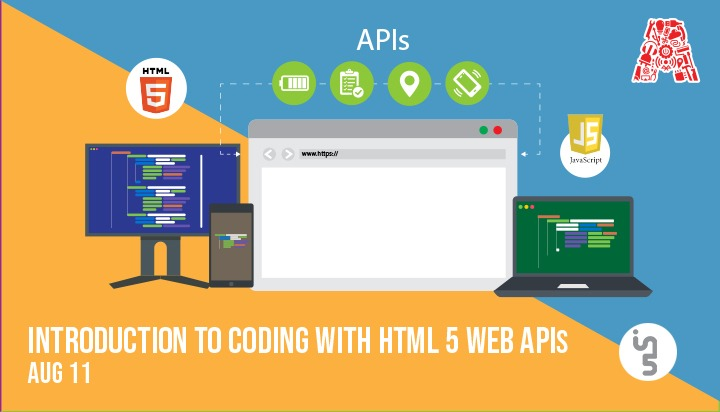 APIs
HTML
5
JS
JavaScript
www.https://
INTRODUCTION TO CODING WITH HTML 5 WEB APIs
AUG 11